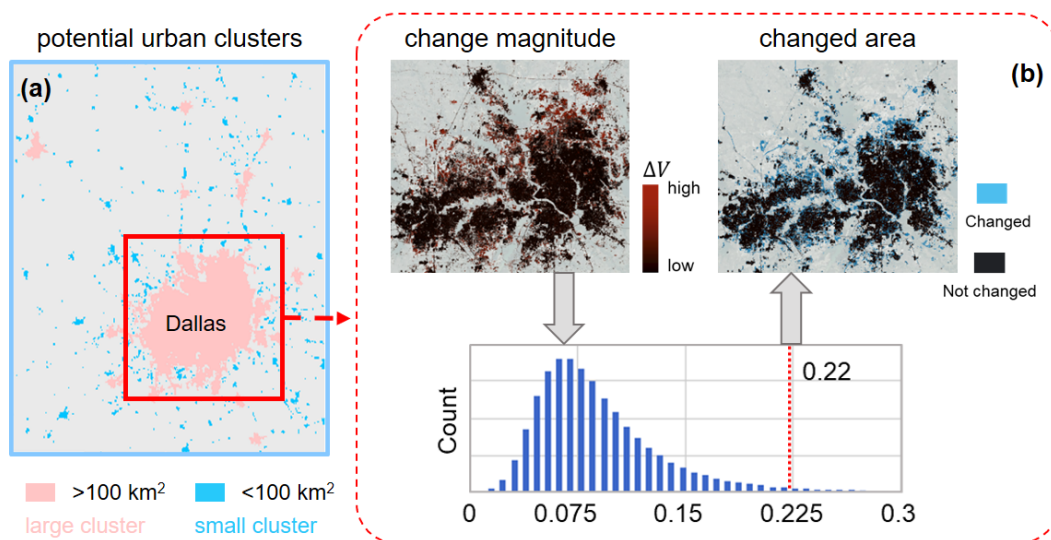 potential urban clusters
(a)
Dallas
>100 km²
<100 km²
large cluster
small cluster
change magnitude
changed area
(b)
ΔV
high
low
Changed
Not changed
0.22
Count
0
0.075
0.15
0.225
0.3